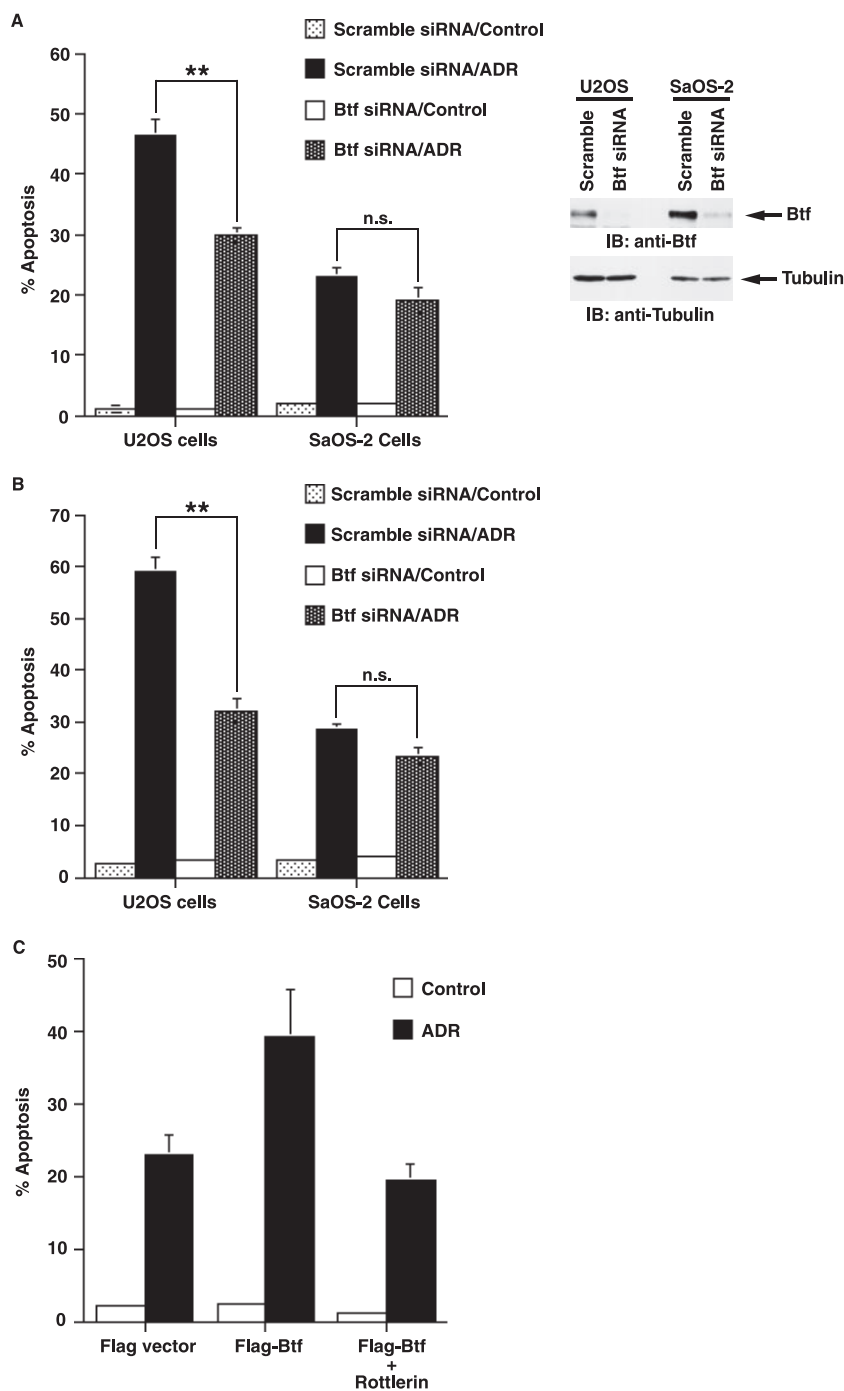 A
Scramble siRNA/Control
Scramble siRNA/ADR
Btf siRNA/Control
Btf siRNA/ADR
60
50
40
30
20
10
0
% Apoptosis
**
n.s.
U2OS cells
SaOS-2 Cells
U2OS
SaOS-2
Scramble
Btf siRNA
Scramble
Btf siRNA
Btf
IB: anti-Btf
Tubulin
IB: anti-Tubulin
B
Scramble siRNA/Control
Scramble siRNA/ADR
Btf siRNA/Control
Btf siRNA/ADR
70
60
50
40
30
20
10
0
% Apoptosis
**
n.s.
U2OS cells
SaOS-2 Cells
C
Control
ADR
50
40
30
20
10
0
% Apoptosis
Flag vector
Flag-Btf
Flag-Btf
+
Rottlerin